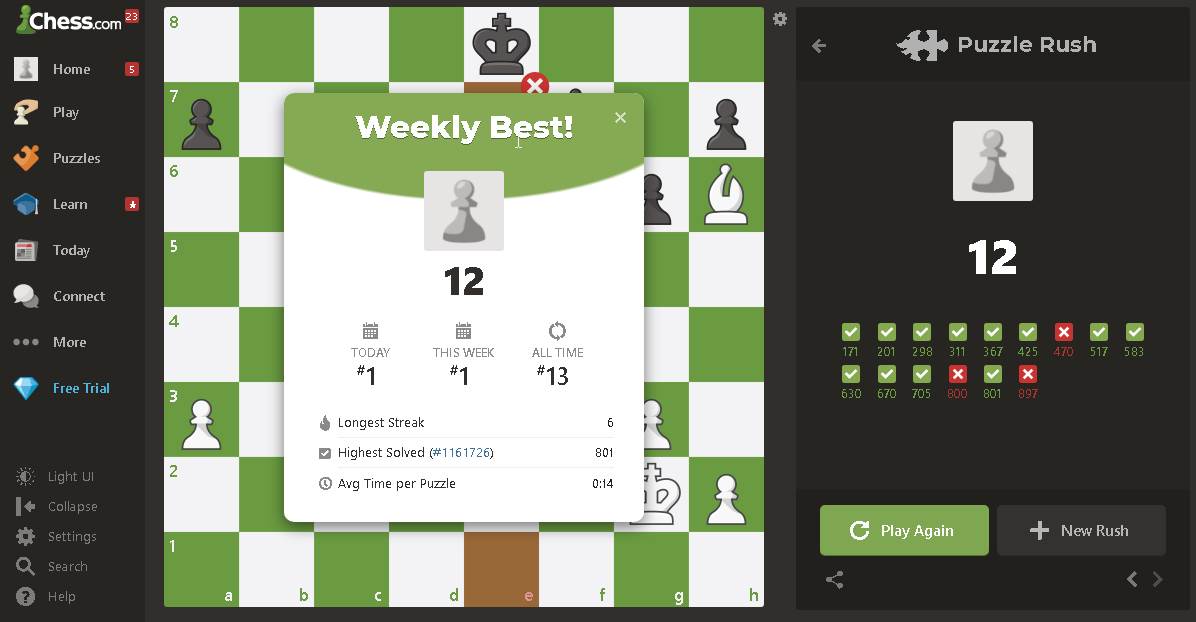 Chess.com 23
Home 5
Play
Puzzles
Learn
Today
Connect
More
Free Trial
Light UI
Collapse
Settings
Search
Help
8
7
6
5
4
3
2
1
a b c d e f g h
Weekly Best!
12
TODAY THIS WEEK ALL TIME
#1 #1 #13
Longest Streak 6
Highest Solved (#1161726) 801
Avg Time per Puzzle 0:14
Puzzle Rush
12
171 201 298 311 367 425 470 517 583
630 670 705 800 801 897
Play Again New Rush